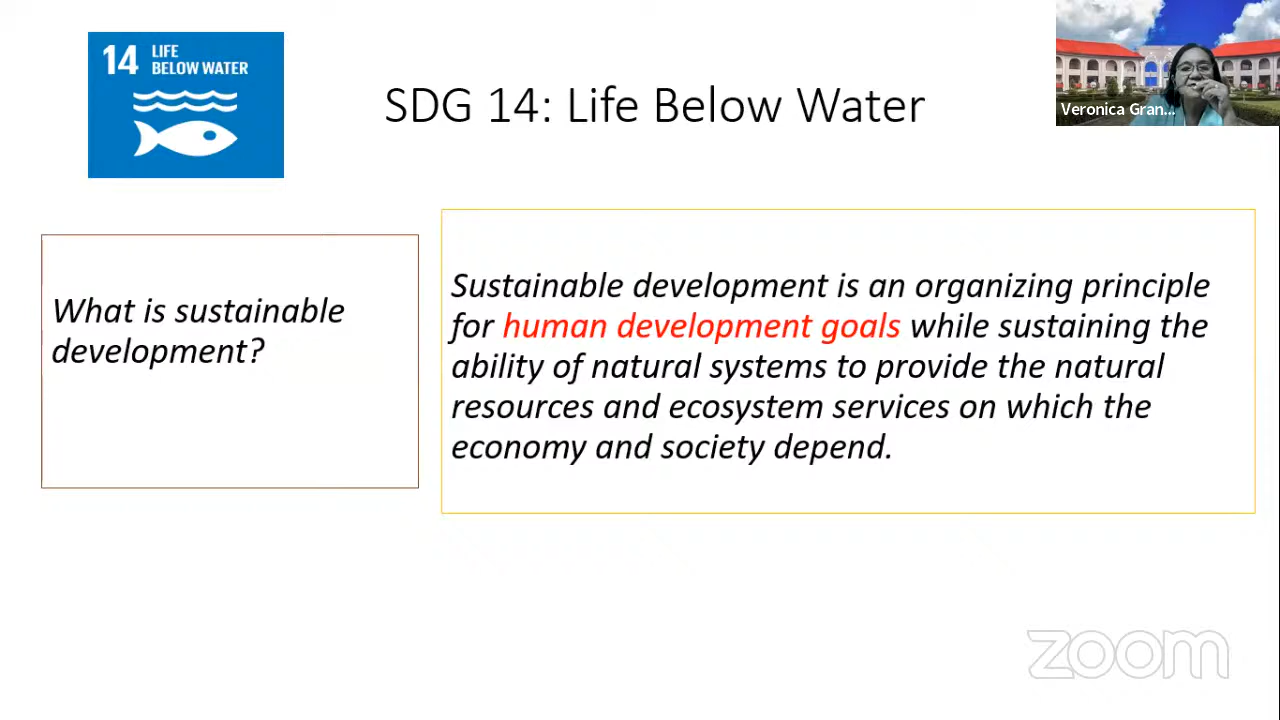 14 LIFE
BELOW WATER
SDG 14: Life Below Water
Veronica Gran...
What is sustainable
development?
Sustainable development is an organizing principle
for human development goals while sustaining the
ability of natural systems to provide the natural
resources and ecosystem services on which the
economy and society depend.
zoom